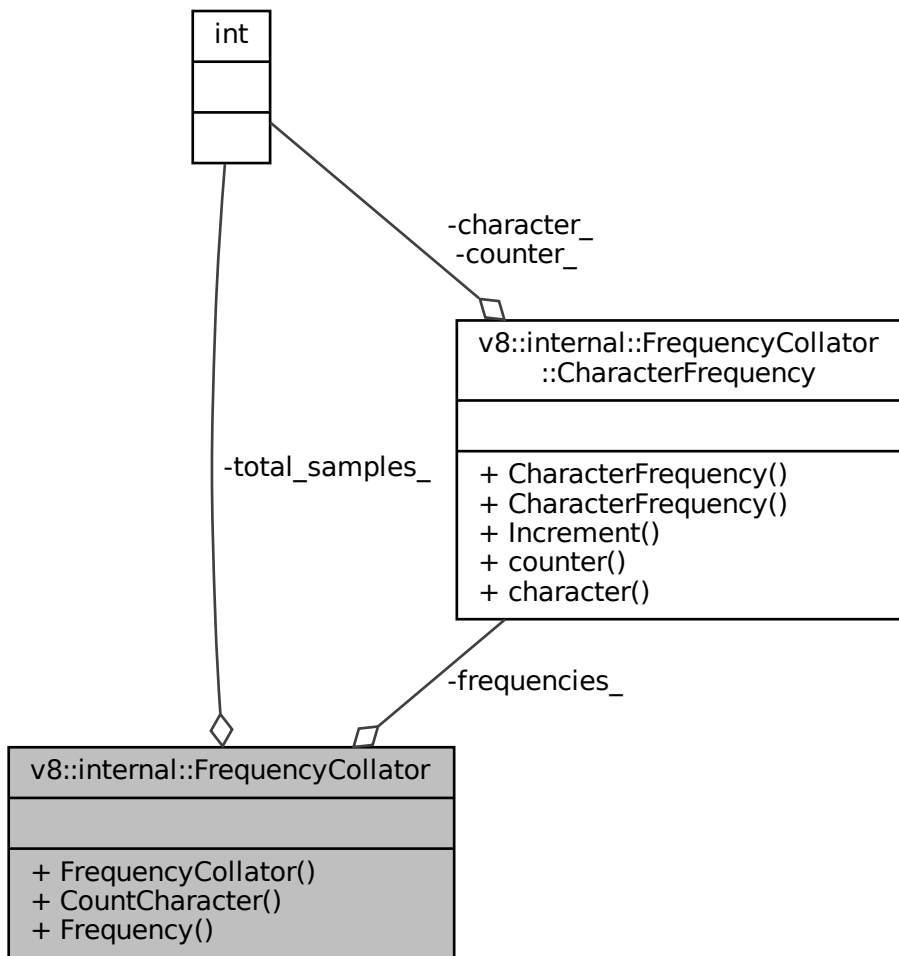 int
-character_
-counter_
v8::internal::FrequencyCollator
::CharacterFrequency
+ CharacterFrequency()
+ CharacterFrequency()
+ Increment()
+ counter()
+ character()
-total_samples_
-frequencies_
v8::internal::FrequencyCollator
+ FrequencyCollator()
+ CountCharacter()
+ Frequency()